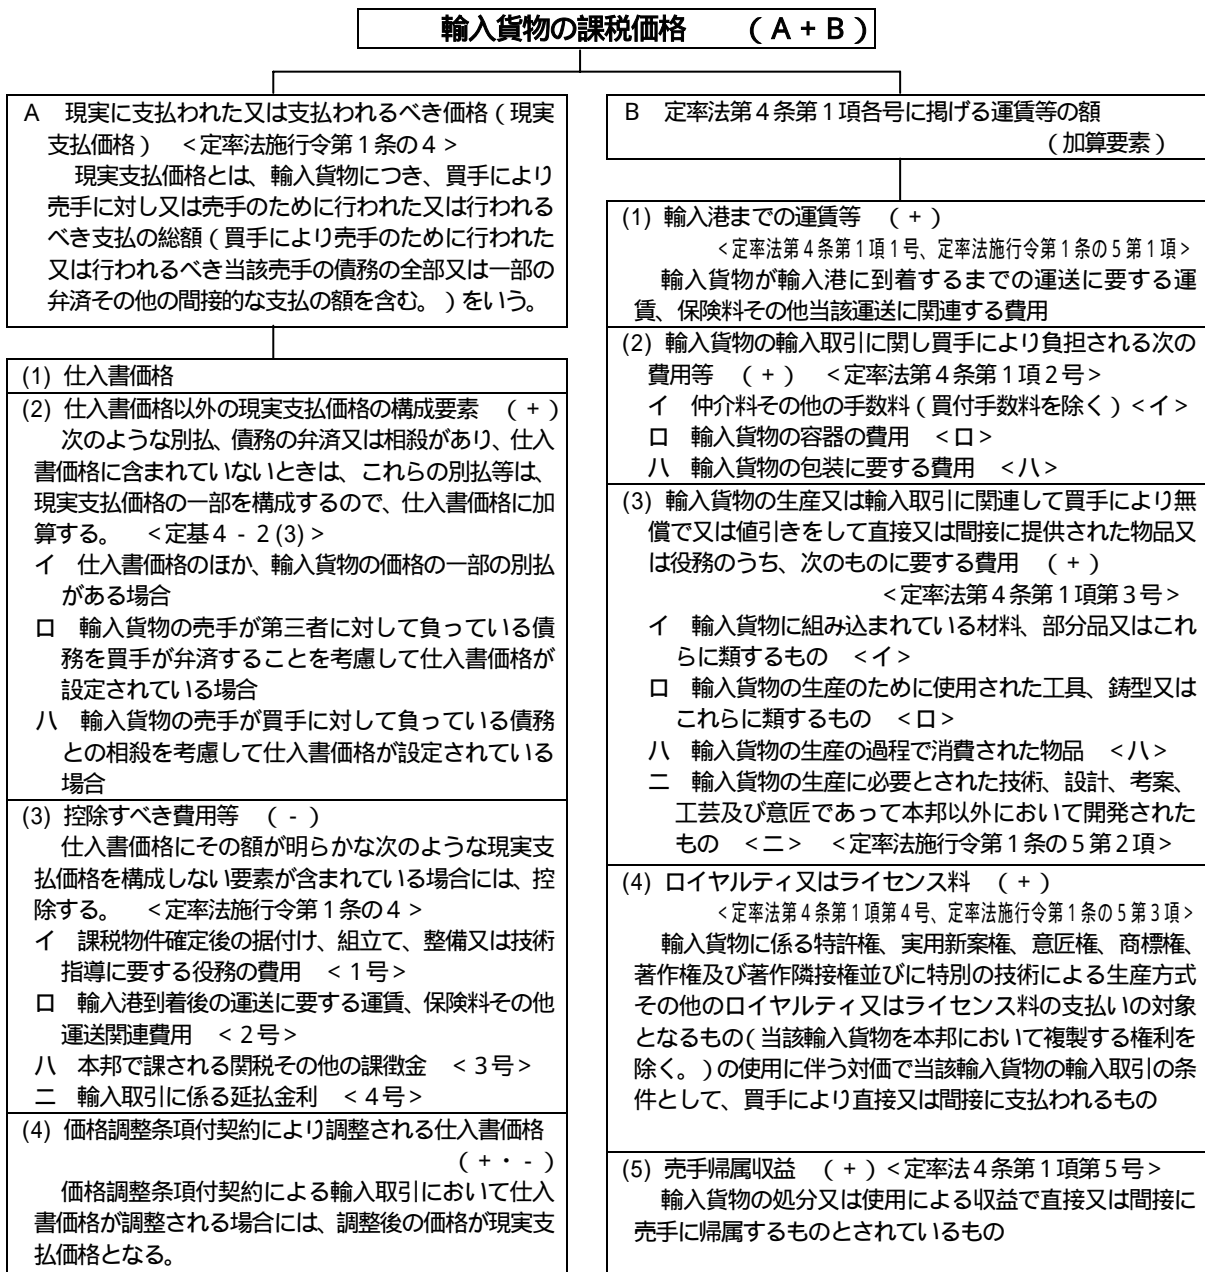 輸入貨物の課税価格　　（A+B）
A　現実に支払われた又は支払われるべき価格（現実
支払価格）　<定率法施行令第1条の4>
現実支払価格とは、輸入貨物につき、買手により
売手に対し又は売手のために行われた又は行われる
べき支払の総額（買手により売手のために行われた
又は行われるべき当該売手の債務の全部又は一部の
弁済その他の間接的な支払の額を含む。）をいう。
(1) 仕入書価格
(2) 仕入書価格以外の現実支払価格の構成要素　（+）
次のような別払、債務の弁済又は相殺があり、仕入
書価格に含まれていないときは、これらの別払等は、
現実支払価格の一部を構成するので、仕入書価格に加
算する。　<定基4-2(3)>
イ　仕入書価格のほか、輸入貨物の価格の一部の別払
がある場合
ロ　輸入貨物の売手が第三者に対して負っている債
務を買手が弁済することを考慮して仕入書価格が
設定されている場合
ハ　輸入貨物の売手が買手に対して負っている債務
との相殺を考慮して仕入書価格が設定されている
場合
(3) 控除すべき費用等　（-）
仕入書価格にその額が明らかな次のような現実支
払価格を構成しない要素が含まれている場合には、控
除する。　<定率法施行令第1条の4>
イ　課税物件確定後の据付け、組立て、整備又は技術
指導に要する役務の費用　<1号>
ロ　輸入港到着後の運送に要する運賃、保険料その他
運送関連費用　<2号>
ハ　本邦で課される関税その他の課徴金　<3号>
ニ　輸入取引に係る延払金利　<4号>
(4) 価格調整条項付契約により調整される仕入書価格
（+・-）
価格調整条項付契約による輸入取引において仕入
書価格が調整される場合には、調整後の価格が現実支
払価格となる。
B　定率法第4条第1項各号に掲げる運賃等の額
（加算要素）
(1) 輸入港までの運賃等　（+）
<定率法第4条第1項1号、定率法施行令第1条の5第1項>
輸入貨物が輸入港に到着するまでの運送に要する運
賃、保険料その他当該運送に関連する費用
(2) 輸入貨物の輸入取引に関し買手により負担される次の
費用等　（+）　<定率法第4条第1項2号>
イ　仲介料その他の手数料（買付手数料を除く）<イ>
ロ　輸入貨物の容器の費用　<ロ>
ハ　輸入貨物の包装に要する費用　<ハ>
(3) 輸入貨物の生産又は輸入取引に関連して買手により無
償で又は値引きをして直接又は間接に提供された物品又
は役務のうち、次のものに要する費用　（+）
<定率法第4条第1項第3号>
イ　輸入貨物に組み込まれている材料、部分品又はこれ
らに類するもの　<イ>
ロ　輸入貨物の生産のために使用された工具、鋳型又は
これらに類するもの　<ロ>
ハ　輸入貨物の生産の過程で消費された物品　<ハ>
ニ　輸入貨物の生産に必要とされた技術、設計、考案、
工芸及び意匠であって本邦以外において開発された
もの　<ニ>　<定率法施行令第1条の5第2項>
(4) ロイヤルティ又はライセンス料　（+）
<定率法第4条第1項第4号、定率法施行令第1条の5第3項>
輸入貨物に係る特許権、実用新案権、意匠権、商標権、
著作権及び著作隣接権並びに特別の技術による生産方式
その他のロイヤルティ又はライセンス料の支払いの対象
となるもの（当該輸入貨物を本邦において複製する権利を
除く。）の使用に伴う対価で当該輸入貨物の輸入取引の条
件として、買手により直接又は間接に支払われるもの
(5) 売手帰属収益　（+）<定率法4条第1項第5号>
輸入貨物の処分又は使用による収益で直接又は間接に
売手に帰属するものとされているもの